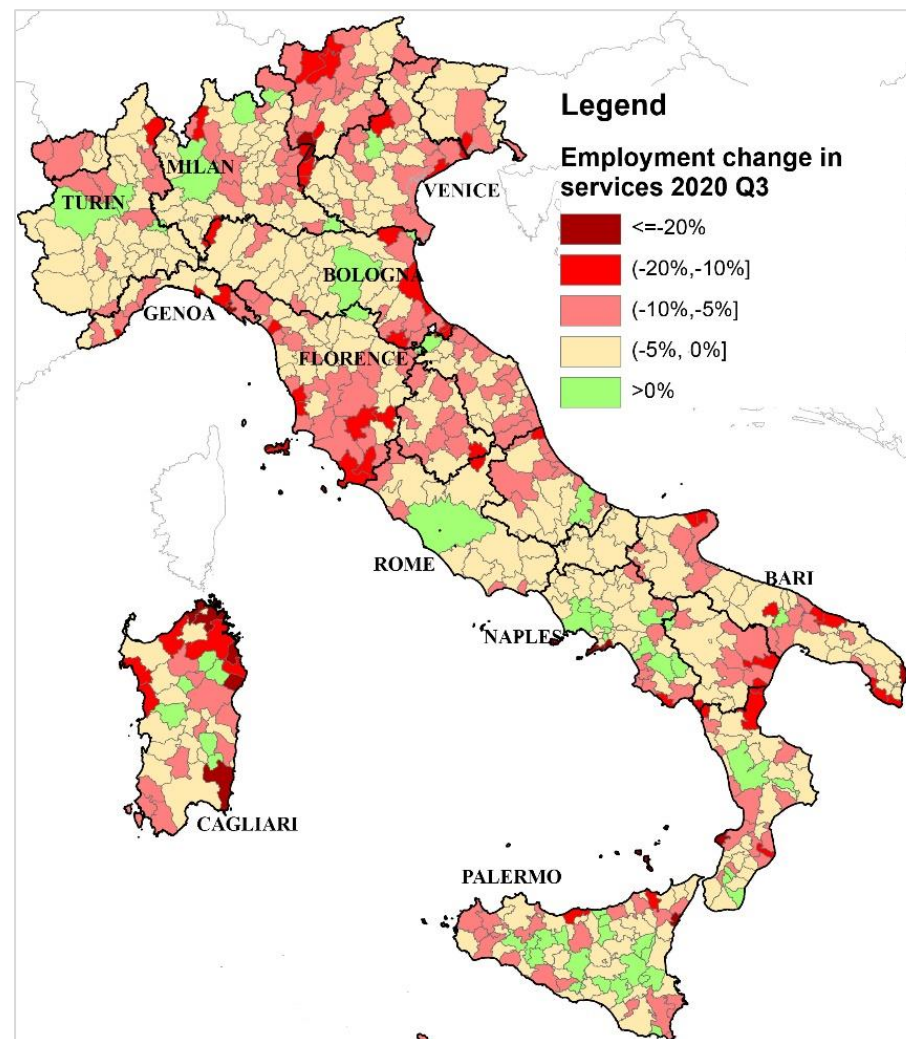 Legend
Employment change in
services 2020 Q3
<=-20%
(-20%,-10%]
(-10%,-5%]
(-5%, 0%]
>0%
MILAN
TURIN
VENICE
BOLOGNA
GENOA
FLORENCE
ROME
BARI
NAPLES
CAGLIARI
PALERMO